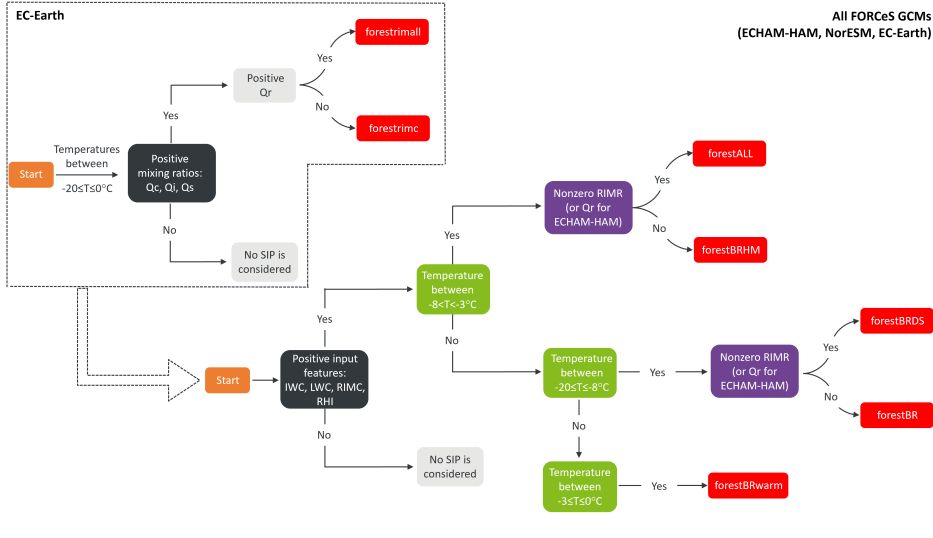 EC-Earth
All FORCeS GCMs
(ECHAM-HAM, NorESM, EC-Earth)
forestrimall
Yes
Positive
Qr
No
forestrimc
Yes
Temperatures
between
-20≤T≤0°C
Start
Positive
mixing ratios:
Qc, Qi, Qs
No
No SIP is
considered
forestALL
Yes
Nonzero RIMR
(or Qr for
ECHAM-HAM)
No
forestBRHM
Yes
Temperature
between
-8<T<-3°C
Yes
No
forestBRDS
Yes
Start
Positive input
features:
IWC, LWC, RIMC,
RHI
Temperature
between
-20≤T≤-8°C
Yes
Nonzero RIMR
(or Qr for
ECHAM-HAM)
No
forestBR
No
No
No SIP is
considered
Temperature
between
-3≤T≤0°C
Yes
forestBRwarm